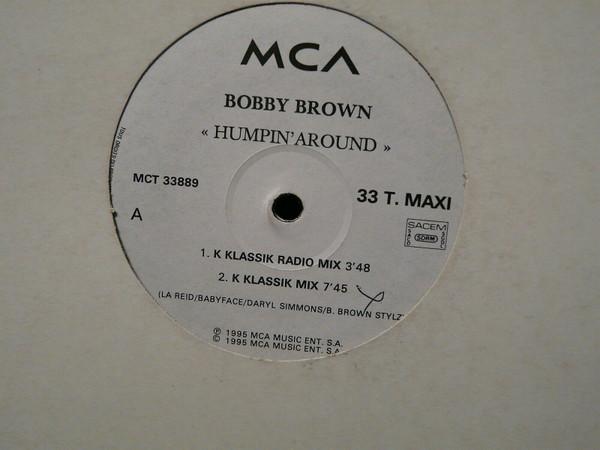 MCA
BOBBY BROWN
« HUMPIN'AROUND »
MCT 33889
33 T. MAXI
A
SACEM
SDRM
1. K KLASSIK RADIO MIX 3'48
2. K KLASSIK MIX 7'45
(LA REID/BABYFACE/DARYL SIMMONS/B. BROWN STYLZ
℗ 1995 MCA MUSIC ENT. S.A.
© 1995 MCA MUSIC ENT. S.A.